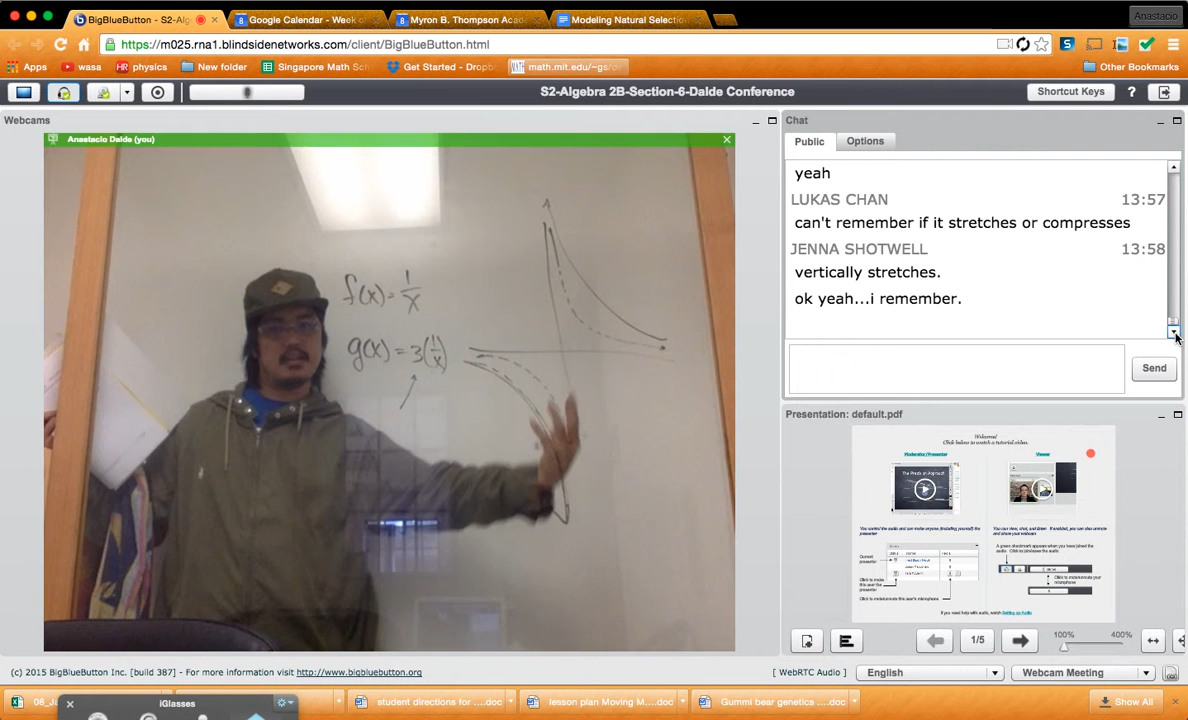 BigBlueButton - S2-Alg
Google Calendar - Week o
Myron B. Thompson Acad
Modeling Natural Selectio
Anastacio
https://m025.rna1.blindsidenetworks.com/client/BigBlueButton.html
Apps
wasa
physics
New folder
Singapore Math Sc
Get Started - Dropb
math.mit.edu/~gs/
Other Bookmarks
S2-Algebra 2B-Section-6-Dalde Conference
Shortcut Keys
?
Webcams
Anastacio Dalde (you)
f(x)=1/x
g(x)=3(1/x)
Chat
Public
Options
yeah
LUKAS CHAN 13:57
can't remember if it stretches or compresses
JENNA SHOTWELL 13:58
vertically stretches.
ok yeah...i remember.
Send
Presentation: default.pdf
Welcome!
Click below to watch a tutorial video.
Moderator/Presenter
Viewer
1/5
100%
400%
(c) 2015 BigBlueButton Inc. [build 387] - For more information visit http://www.bigbluebutton.org
[ WebRTC Audio ]
English
Webcam Meeting
iGlasses
student directions for ....doc
lesson plan Moving M....doc
Gummi bear genetics ....doc
Show All